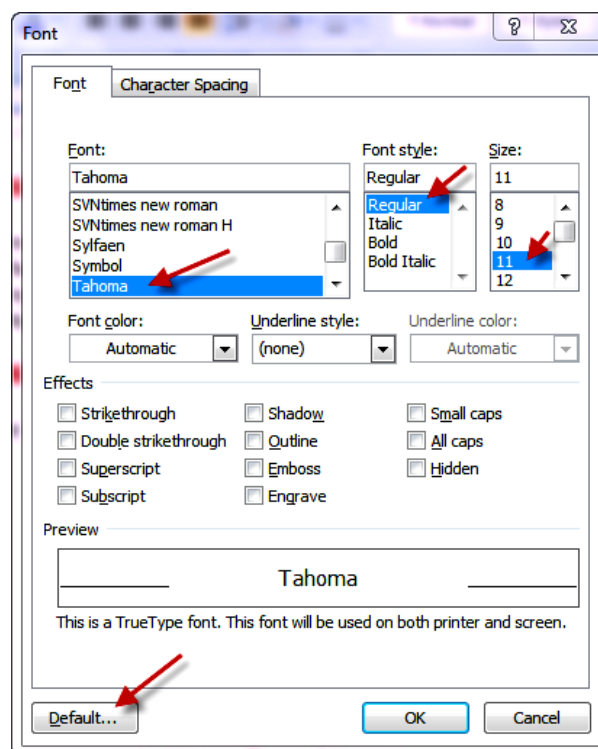 Font
Font Character Spacing
Font: Font style: Size:
Tahoma Regular 11
SVNtimes new roman Regular 8
SVNtimes new roman H Italic 9
Sylfaen Bold 10
Symbol Bold Italic 11
Tahoma 12
Font color: Underline style: Underline color:
Automatic (none) Automatic
Effects
Strikethrough Shadow Small caps
Double strikethrough Outline All caps
Superscript Emboss Hidden
Subscript Engrave
Preview
Tahoma
This is a TrueType font. This font will be used on both printer and screen.
Default... OK Cancel